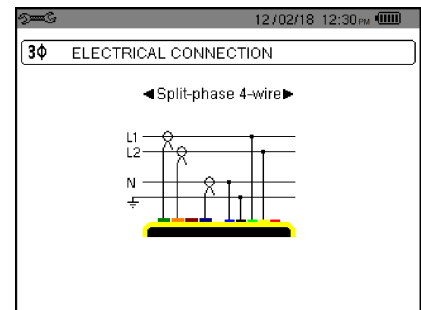 12/02/18 12:30PM
3Φ ELECTRICAL CONNECTION
◄Split-phase 4-wire►
L1
L2
N